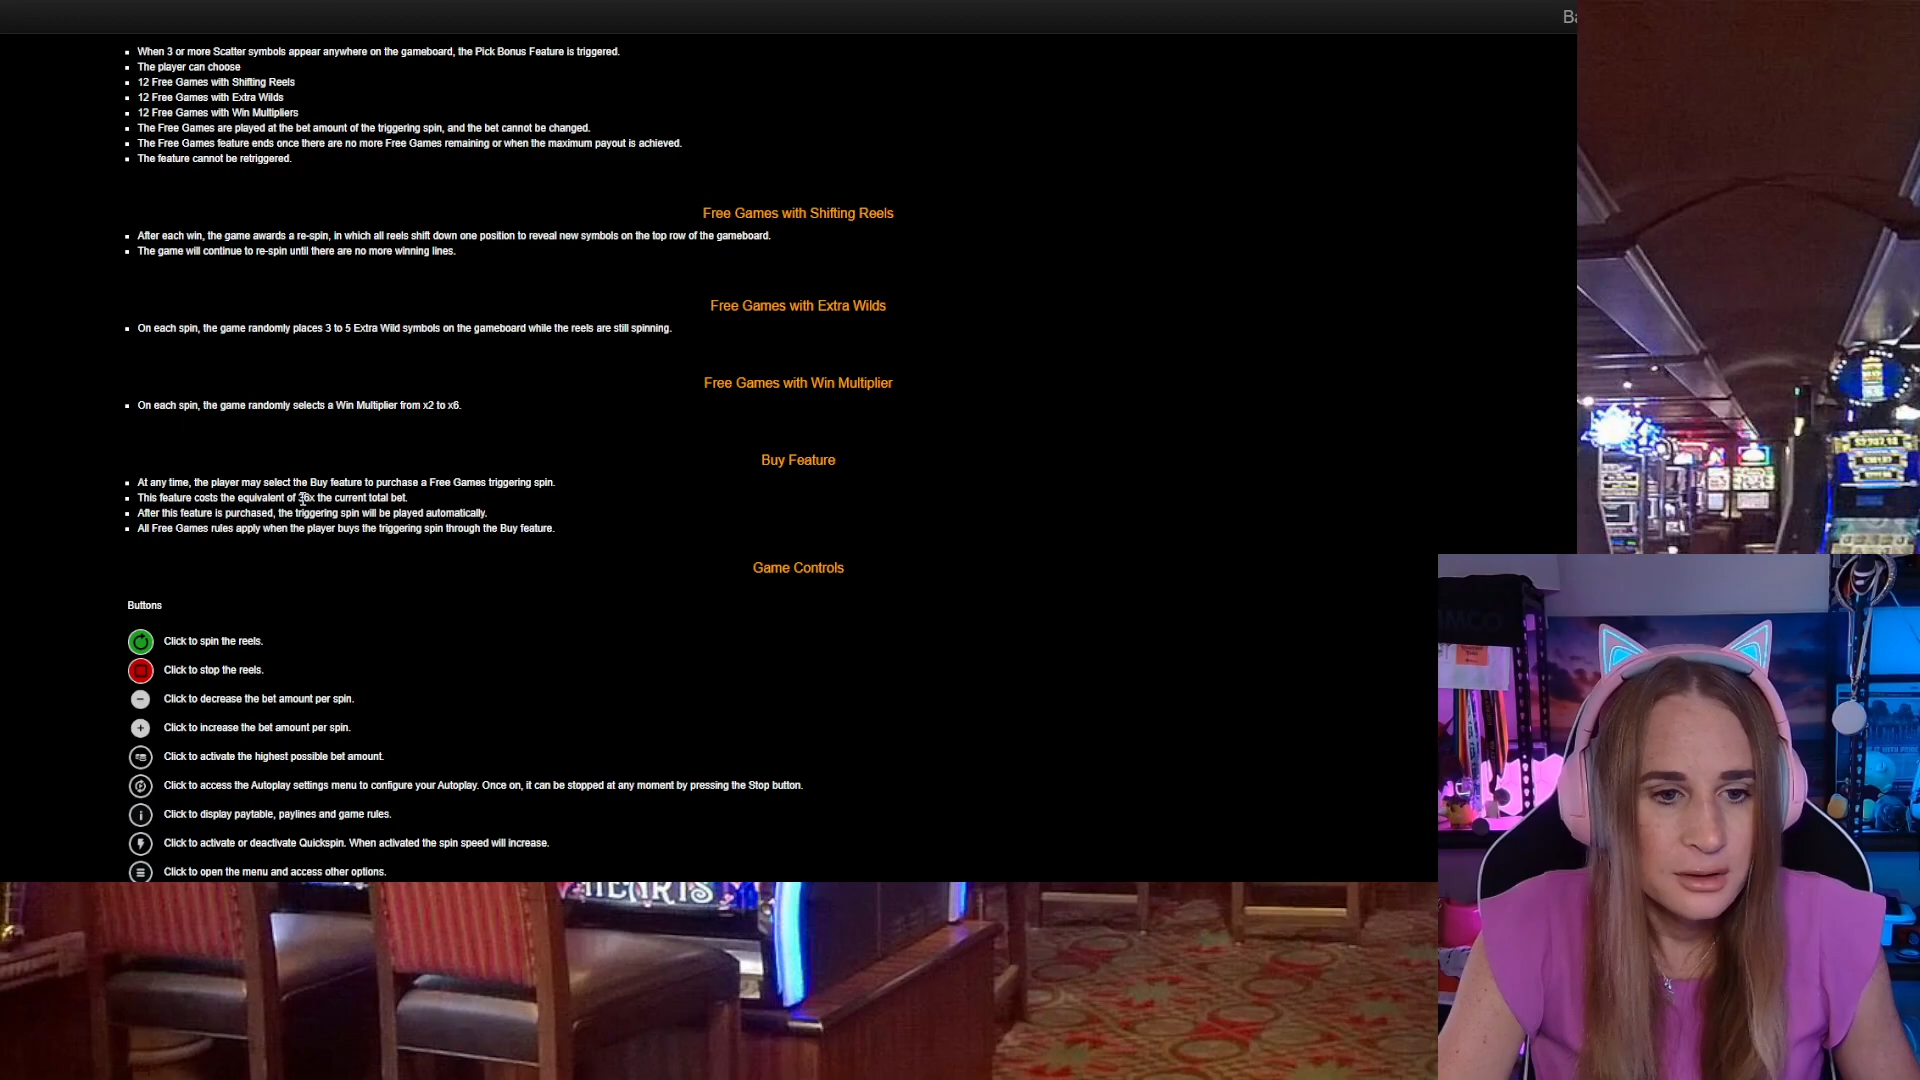 Ba
When 3 or more Scatter symbols appear anywhere on the gameboard, the Pick Bonus Feature is triggered.
The player can choose
12 Free Games with Shifting Reels
12 Free Games with Extra Wilds
12 Free Games with Win Multipliers
The Free Games are played at the bet amount of the triggering spin, and the bet cannot be changed.
The Free Games feature ends once there are no more Free Games remaining or when the maximum payout is achieved.
The feature cannot be retriggered.
Free Games with Shifting Reels
After each win, the game awards a re-spin, in which all reels shift down one position to reveal new symbols on the top row of the gameboard.
The game will continue to re-spin until there are no more winning lines.
Free Games with Extra Wilds
On each spin, the game randomly places 3 to 5 Extra Wild symbols on the gameboard while the reels are still spinning.
Free Games with Win Multiplier
On each spin, the game randomly selects a Win Multiplier from x2 to x6.
Buy Feature
At any time, the player may select the Buy feature to purchase a Free Games triggering spin.
This feature costs the equivalent of the current total bet.
After this feature is purchased, the triggering spin will be played automatically.
All Free Games rules apply when the player buys the triggering spin through the Buy feature.
Game Controls
Buttons
Click to spin the reels.
Click to stop the reels.
Click to decrease the bet amount per spin.
Click to increase the bet amount per spin.
Click to activate the highest possible bet amount.
Click to access the Autoplay settings menu to configure your Autoplay. Once on, it can be stopped at any moment by pressing the Stop button.
Click to display paytable, paylines and game rules.
Click to activate or deactivate Quickspin. When activated the spin speed will increase.
Click to open the menu and access other options.
HEARTS